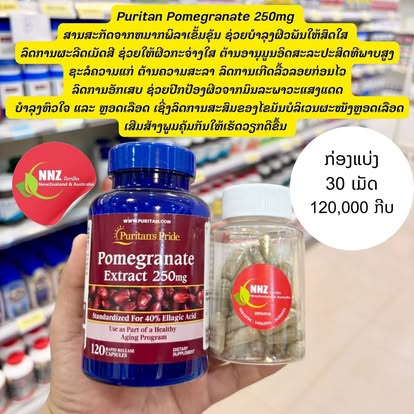 Puritan Pomegranate 250mg
ສານສະກັດຈາກຫມາກພິລາເຂັ້ມຂຸ້ນ ຊ່ວຍບຳລຸງຜິວພັນໃຫ້ສົດໃສ
ລົດການຜະລິດເມັດສີ ຊ່ວຍໃຫ້ຜິວກະຈ່າງໃສ ຕ້ານອານຸມູນອິດສະລະປະສິດທິພາບສູງ
ຊະລໍຄວາມແກ່ ຕ້ານຄວາມສະລາ ລົດການເກີດລິ້ວລອຍກ່ອນໄວ
ລົດການອັກເສບ ຊ່ວຍປົກປ້ອງຜິວຈາກມົນລະພາວະແສງແດດ
ບຳລຸງຫົວໃຈ ແລະ ຫຼອດເລືອດ ເຊິ່ງລົດການສະສົມຂອງໄຂມັນບໍລິເວນຜະໜັງຫຼອດເລືອດ
ເສີມສ້າງພູມຄຸ້ມກັນໃຫ້ເຮັດວຽກດີຂຶ້ນ
NNZ
NewZealand & Australia
ກ່ອງແບ່ງ
30 ເມັດ
120,000 ກີບ
WWW.PURITAN.COM
Puritan's Pride
Pomegranate
Extract 250mg
Standardized For 40% Ellagic Acid
Use as Part of a Healthy
Aging Program
120 RAPID RELEASE
CAPSULES
DIETARY
SUPPLEMENT
NNZ